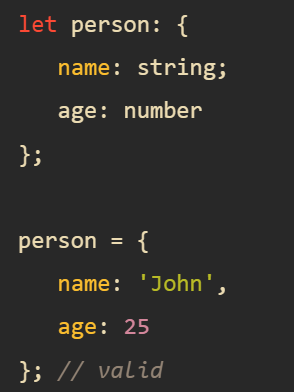 let person: {
   name: string;
   age: number
};

person = {
   name: 'John',
   age: 25
}; // valid